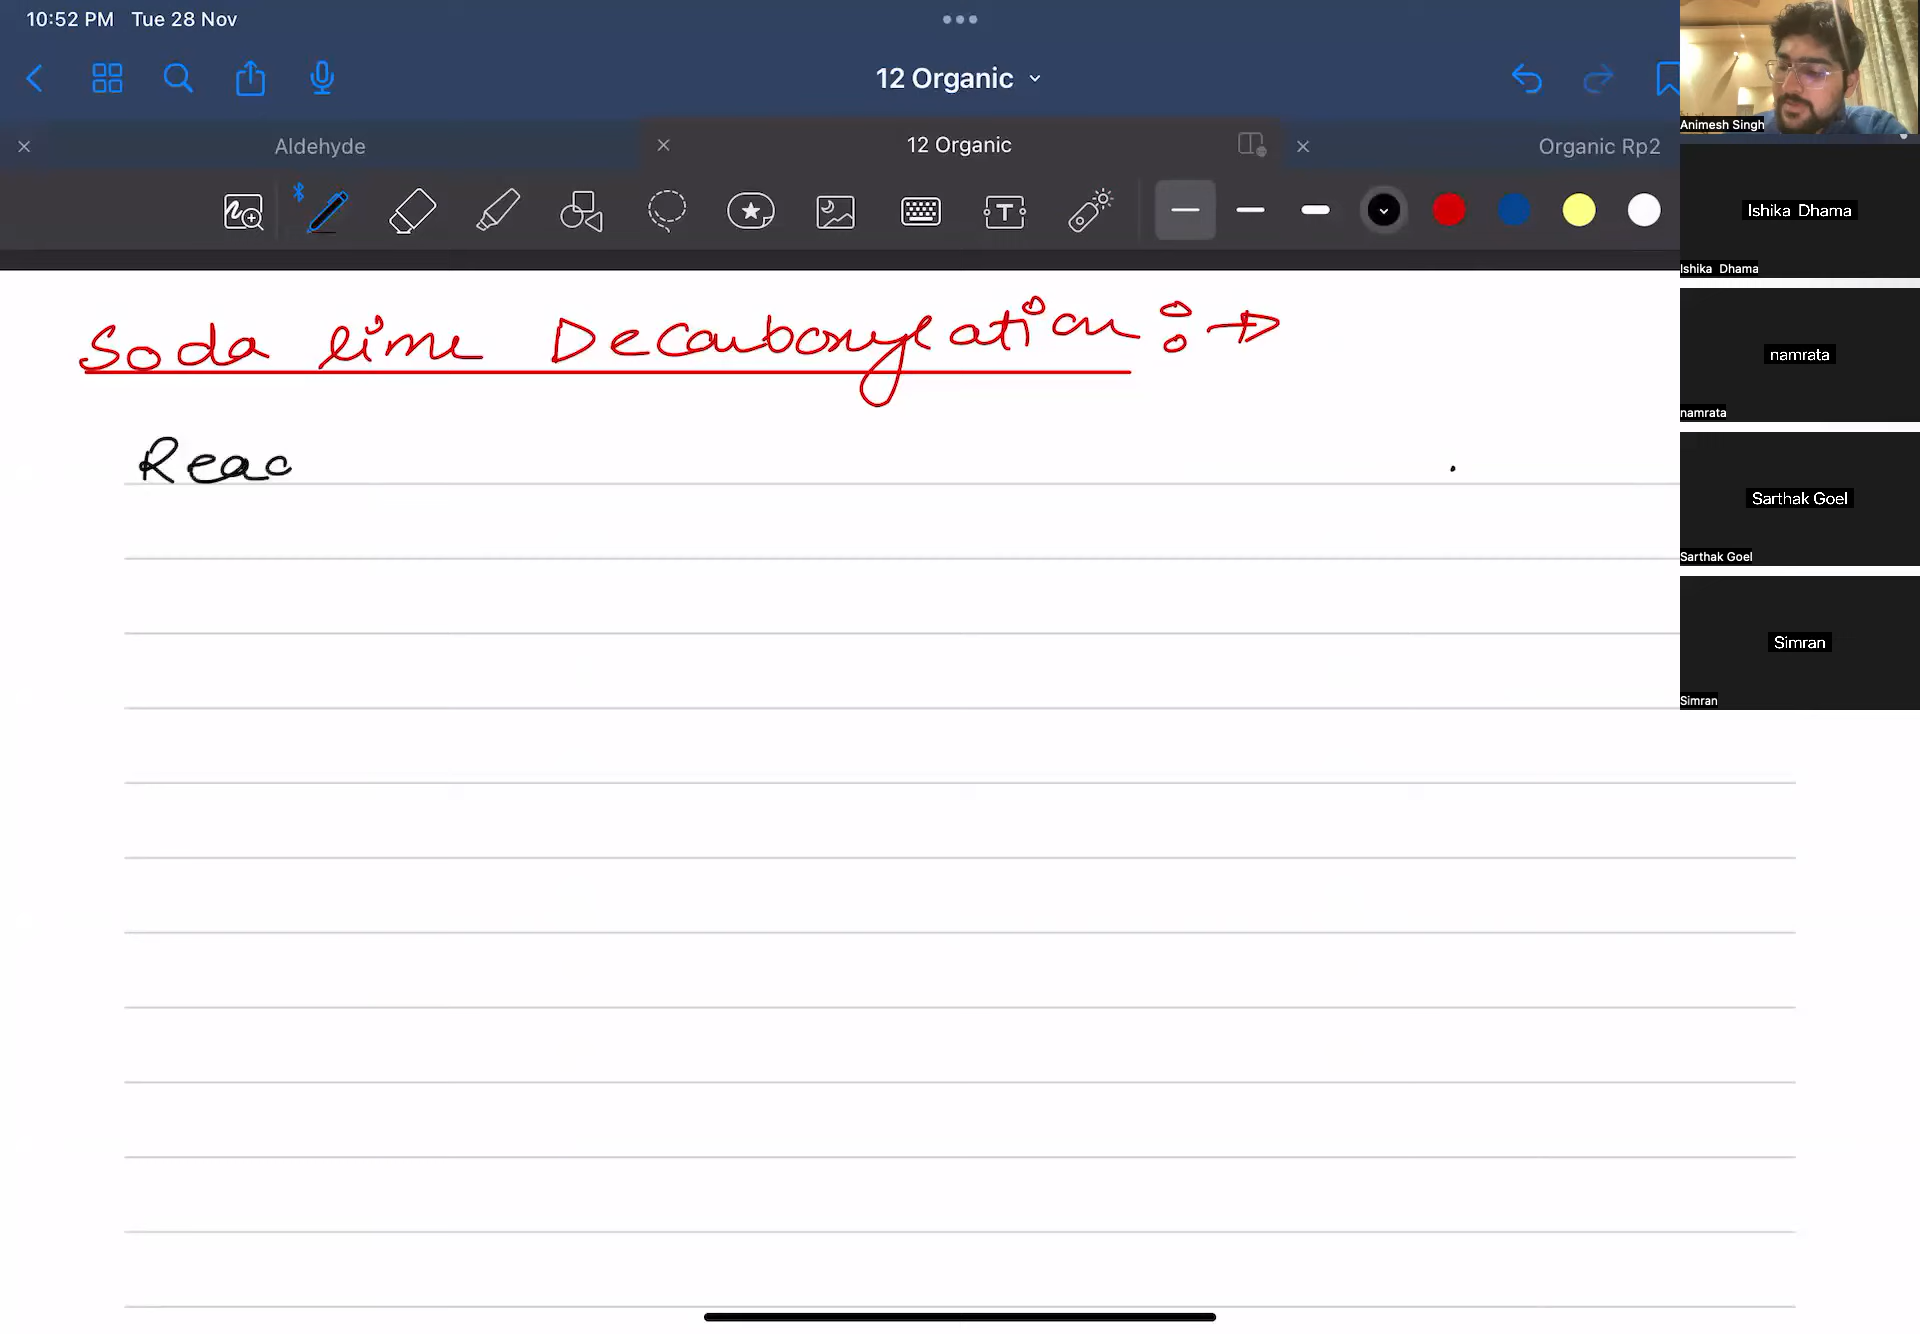 10:52 PM Tue 28 Nov
12 Organic
Aldehyde
12 Organic
Organic Rp2
Animesh Singh
Ishika Dhama
Ishika Dhama
namrata
namrata
Sarthak Goel
Sarthak Goel
Simran
Simran
Soda lime Decarboxylation :→
Reac